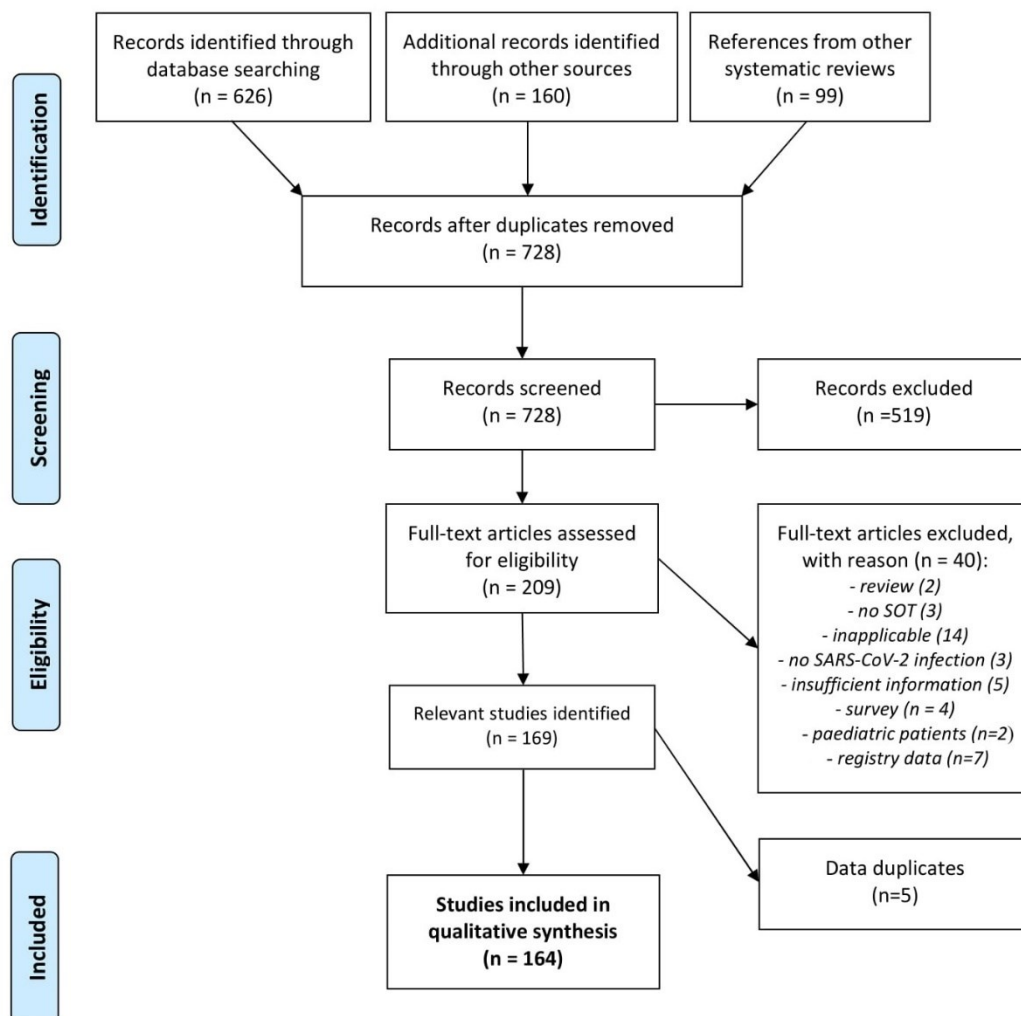 Records identified through
database searching
(n = 626)
Additional records identified
through other sources
(n = 160)
References from other
systematic reviews
(n = 99)
Identification
Records after duplicates removed
(n = 728)
Screening
Records screened
(n = 728)
Records excluded
(n =519)
Eligibility
Full-text articles assessed
for eligibility
(n = 209)
Full-text articles excluded,
with reason (n = 40):
- review (2)
- no SOT (3)
- inapplicable (14)
- no SARS-CoV-2 infection (3)
- insufficient information (5)
- survey (n = 4)
- paediatric patients (n=2)
- registry data (n=7)
Relevant studies identified
(n = 169)
Included
Data duplicates
(n=5)
Studies included in
qualitative synthesis
(n = 164)